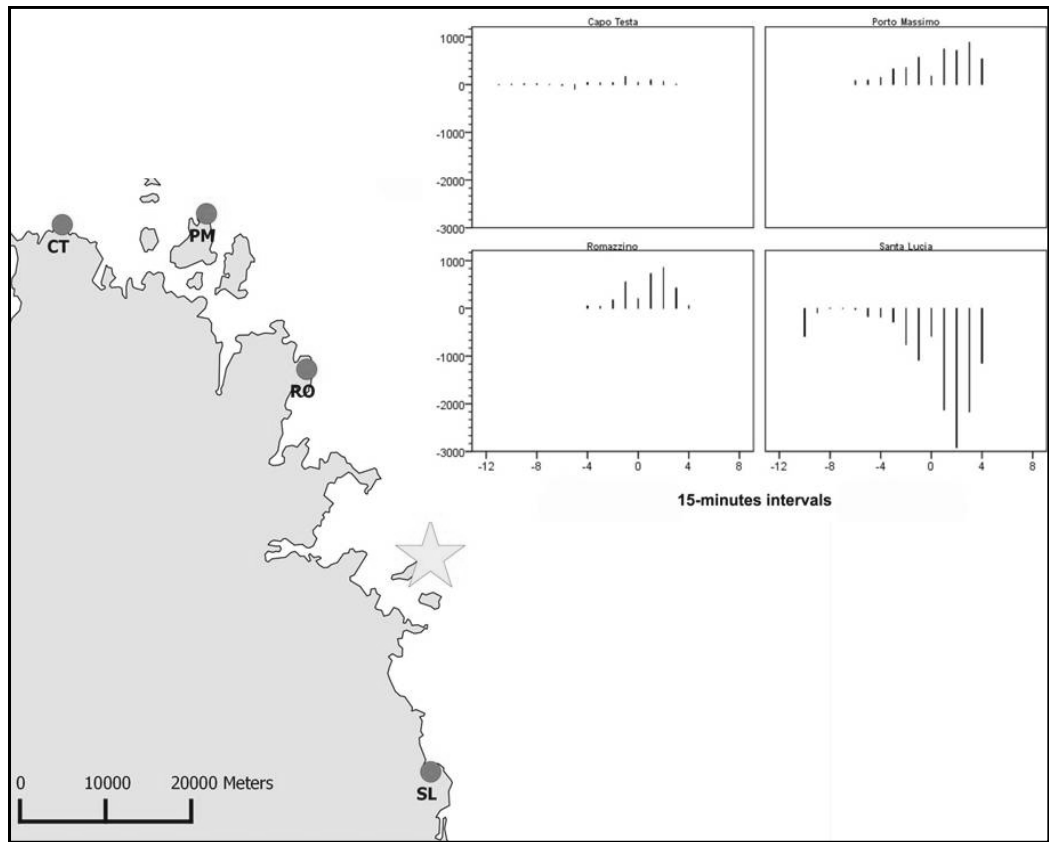 Capo Testa
Porto Massimo
1000
0
-1000
-2000
-3000
Romazzino
Santa Lucia
1000
0
-1000
-2000
-3000
-12 -8 -4 0 4 8
-12 -8 -4 0 4 8
15-minutes intervals
CT
PM
RO
SL
0 10000 20000 Meters